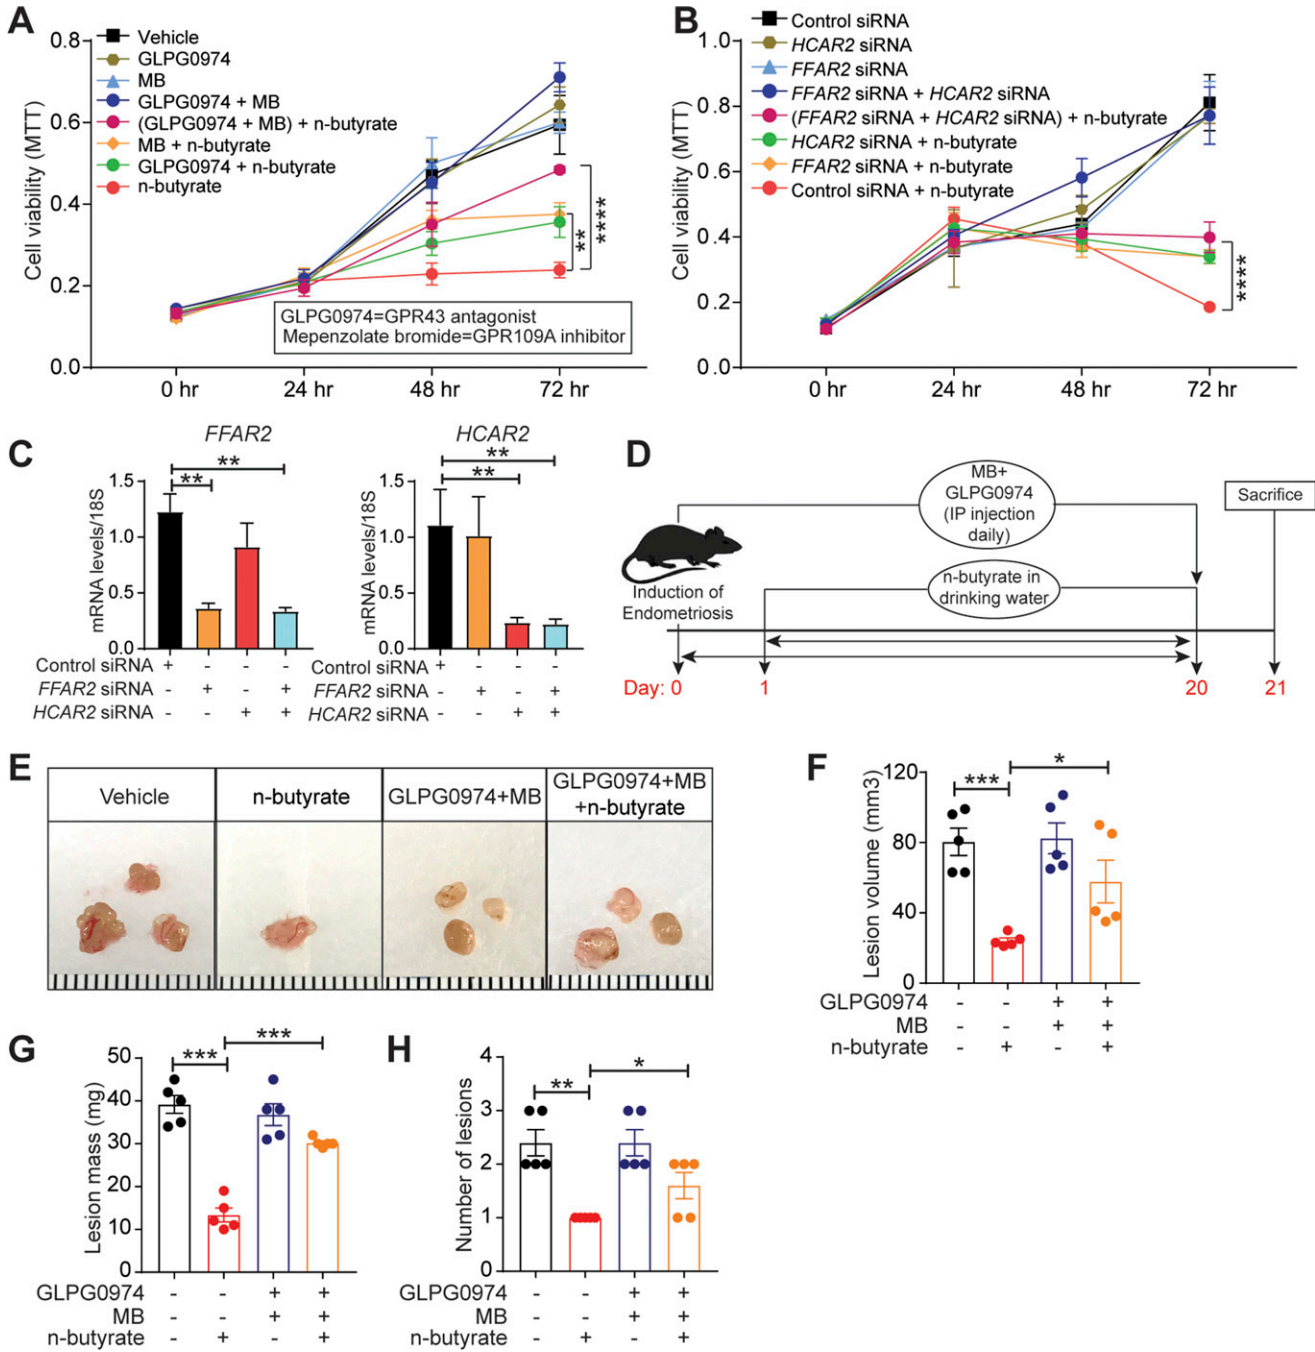 A
Cell viability (MTT)
0.8
0.6
0.4
0.2
0.0
Vehicle
GLPG0974
MB
GLPG0974 + MB
(GLPG0974 + MB) + n-butyrate
MB + n-butyrate
GLPG0974 + n-butyrate
n-butyrate
**
****
GLPG0974=GPR43 antagonist
Mepenzolate bromide=GPR109A inhibitor
0 hr 24 hr 48 hr 72 hr
B
Cell viability (MTT)
1.0
0.8
0.6
0.4
0.2
0.0
Control siRNA
HCAR2 siRNA
FFAR2 siRNA
FFAR2 siRNA + HCAR2 siRNA
(FFAR2 siRNA + HCAR2 siRNA) + n-butyrate
HCAR2 siRNA + n-butyrate
FFAR2 siRNA + n-butyrate
Control siRNA + n-butyrate
****
0 hr 24 hr 48 hr 72 hr
C
FFAR2
mRNA levels/18S
1.5
1.0
0.5
0.0
**
**
Control siRNA + - - -
FFAR2 siRNA - + - +
HCAR2 siRNA - - + +
HCAR2
mRNA levels/18S
1.5
1.0
0.5
0.0
**
**
Control siRNA + - - -
FFAR2 siRNA - + - +
HCAR2 siRNA - - + +
D
MB+
GLPG0974
(IP injection
daily)
Sacrifice
n-butyrate in
drinking water
Induction of
Endometriosis
Day: 0 1 20 21
E
Vehicle
n-butyrate
GLPG0974+MB
GLPG0974+MB
+n-butyrate
F
Lesion volume (mm3)
120
80
40
0
***
*
GLPG0974 - - + +
MB - - + +
n-butyrate - + - +
G
Lesion mass (mg)
50
40
30
20
10
0
***
***
GLPG0974 - - + +
MB - - + +
n-butyrate - + - +
H
Number of lesions
4
3
2
1
0
**
*
GLPG0974 - - + +
MB - - + +
n-butyrate - + - +